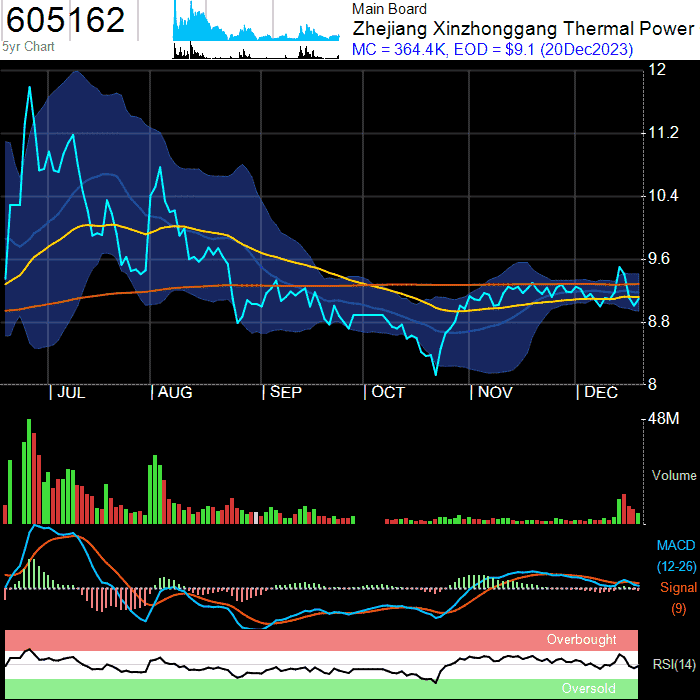 605162
5yr Chart
Main Board
Zhejiang Xinzhonggang Thermal Power
MC = 364.4K, EOD = $9.1 (20Dec2023)
12
11.2
10.4
9.6
8.8
8
JUL
AUG
SEP
OCT
NOV
DEC
48M
Volume
MACD
(12-26)
Signal
(9)
Overbought
RSI(14)
Oversold